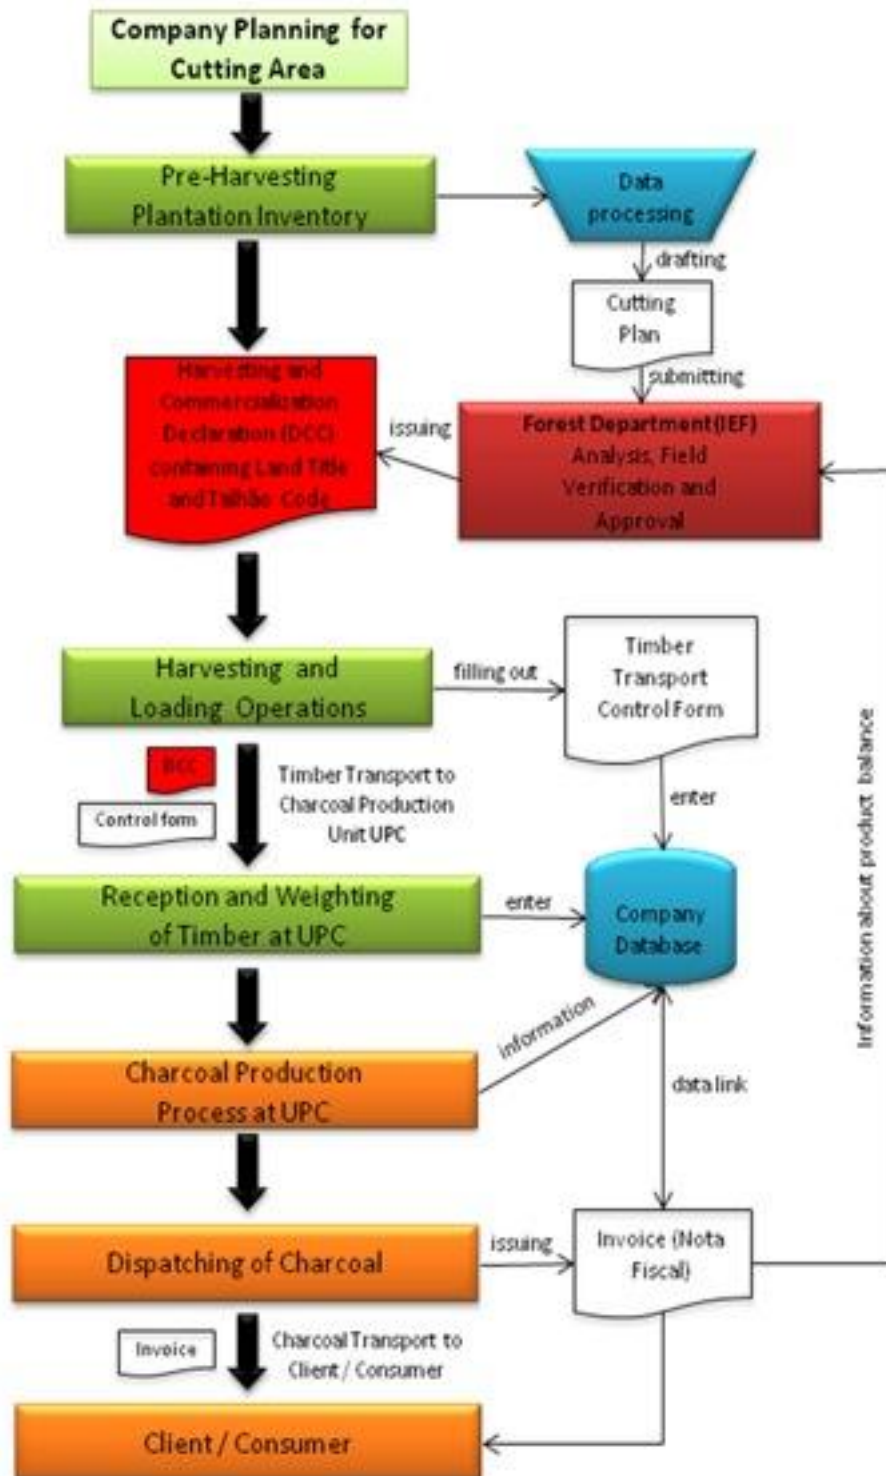 Company Planning for
Cutting Area
Pre-Harvesting
Plantation Inventory
Data
processing
drafting
Cutting
Plan
submitting
Harvesting and
Commercialization
Declaration (DCC)
containing Land Title
and Talhão Code
issuing
Forest Department(IEF)
Analysis, Field
Verification and
Approval
Harvesting and
Loading Operations
filling out
Timber
Transport
Control Form
DCC
Control form
Timber Transport to
Charcoal Production
Unit UPC
enter
Information about product balance
Reception and Weighting
of Timber at UPC
enter
Company
Database
information
Charcoal Production
Process at UPC
data link
Dispatching of Charcoal
issuing
Invoice (Nota
Fiscal)
Invoice
Charcoal Transport to
Client / Consumer
Client / Consumer